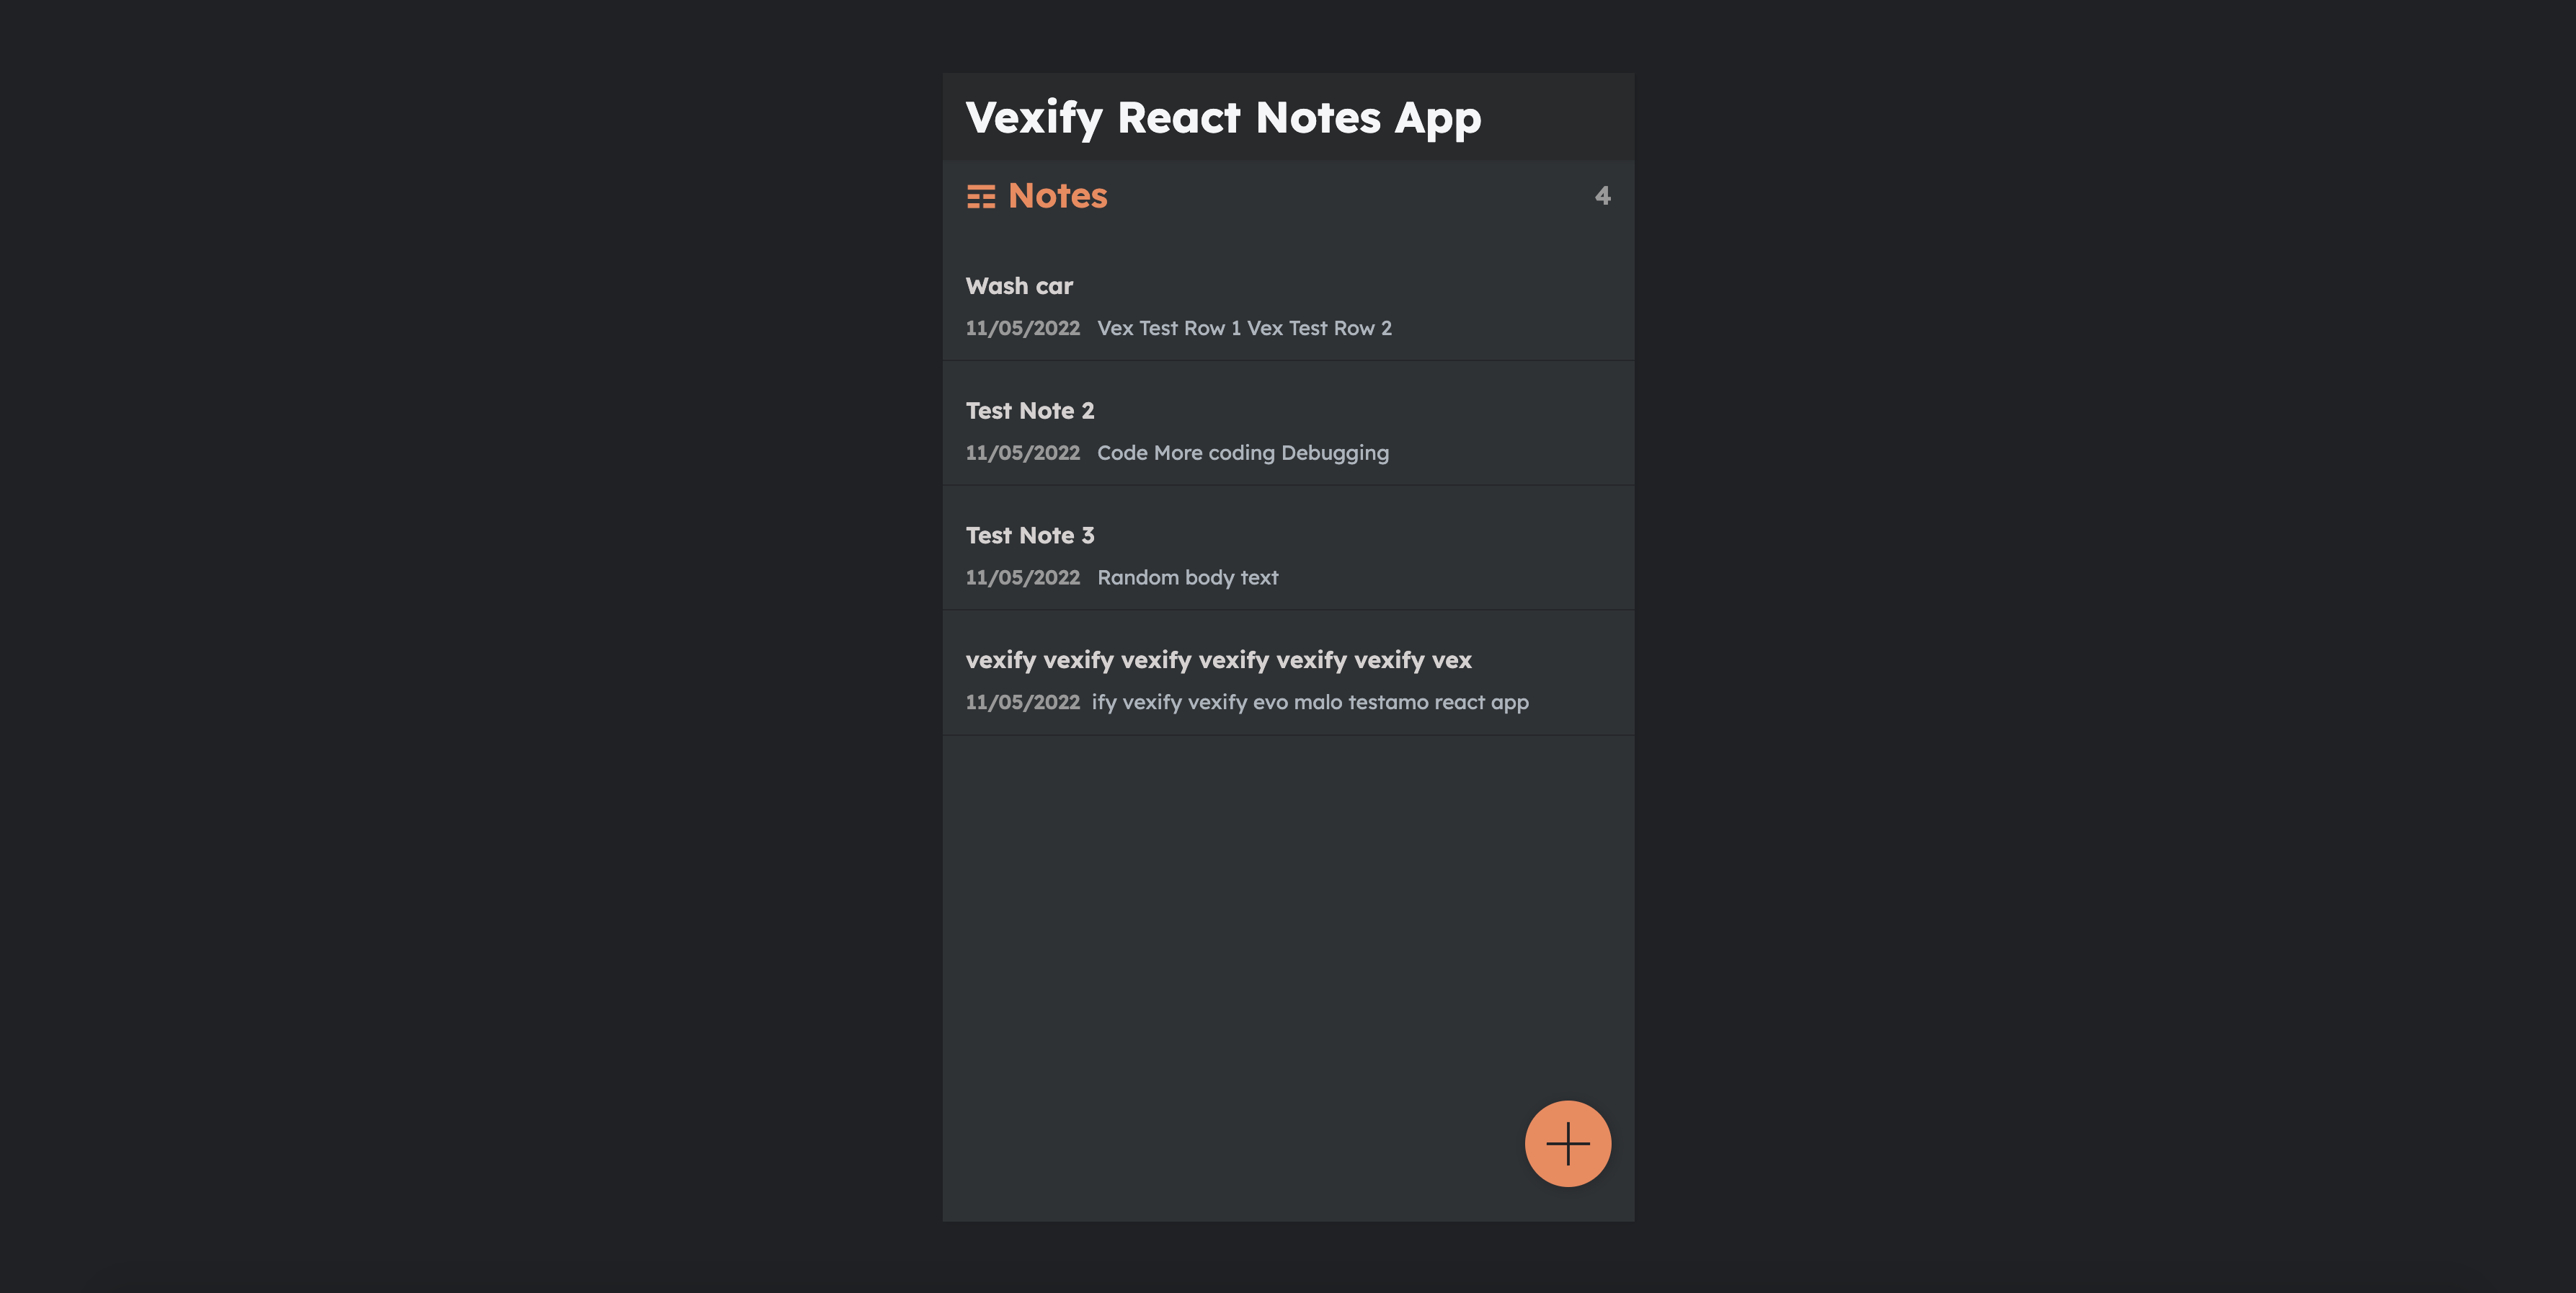 Vexify React Notes App
Notes 4
Wash car
11/05/2022 Vex Test Row 1 Vex Test Row 2
Test Note 2
11/05/2022 Code More coding Debugging
Test Note 3
11/05/2022 Random body text
vexify vexify vexify vexify vexify vexify vex
11/05/2022 ify vexify vexify evo malo testamo react app